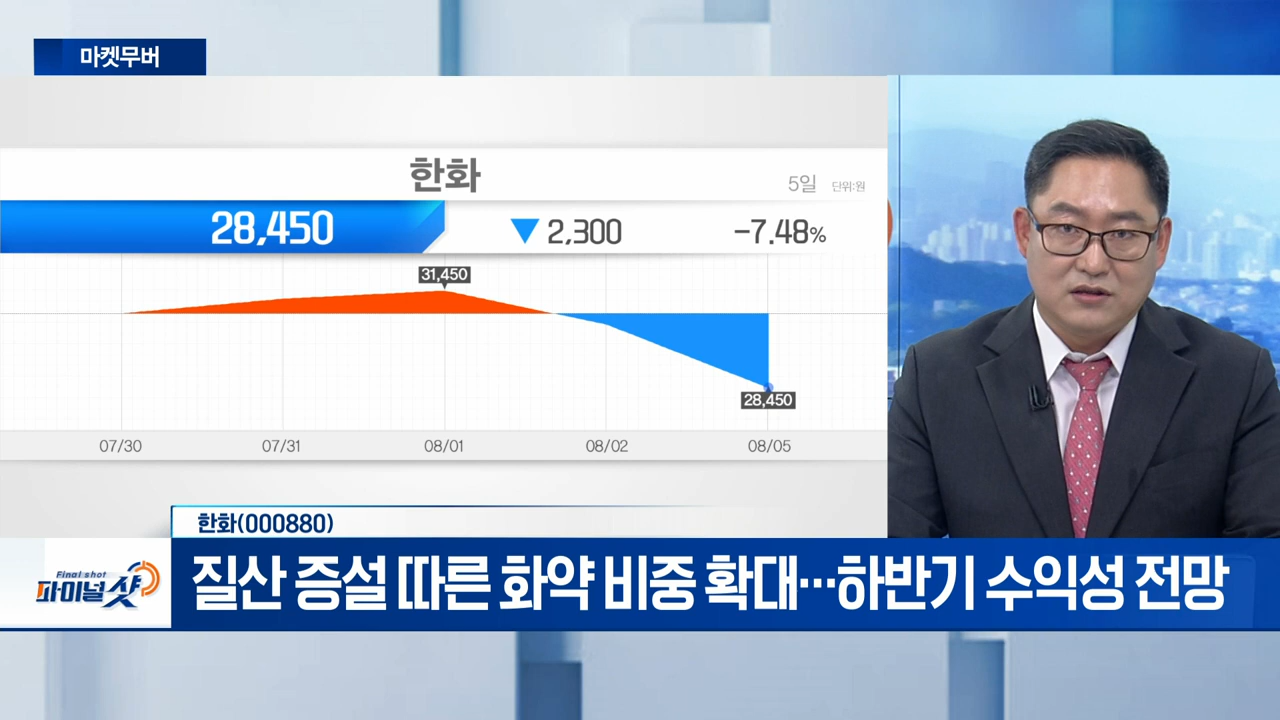 마켓무버
한화
5일 단위:원
28,450 ▼2,300 -7.48%
31,450
28,450
07/30 07/31 08/01 08/02 08/05
한화(000880)
Final shot
파이널샷
질산 증설 따른 화약 비중 확대…하반기 수익성 전망